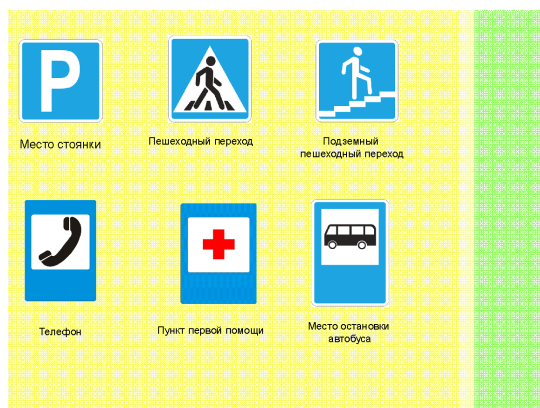 P
Место стоянки
Пешеходный переход
Подземный
пешеходный переход
Телефон
Пункт первой помощи
Место остановки
автобуса